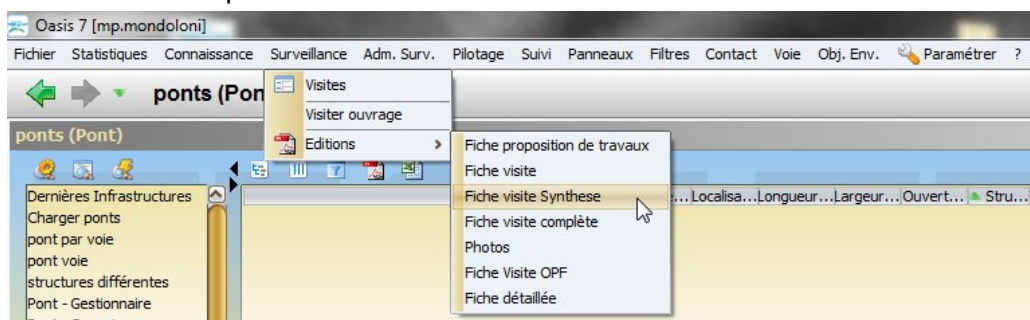 Oasis 7 [mp.mondoloni]
Fichier Statistiques Connaissance Surveillance Adm. Surv. Pilotage Suivi Panneaux Filtres Contact Voie Obj. Env. Paramétrer ?
ponts (Pon
Visites
Visiter ouvrage
Editions
ponts (Pont)
Fiche proposition de travaux
Fiche visite
Fiche visite Synthese
Fiche visite complète
Photos
Fiche Visite OPF
Fiche détaillée
Localisa... Longueur... Largeur... Ouvert... Stru...
Dernières Infrastructures
Charger ponts
pont par voie
pont voie
structures différentes
Pont - Gestionnaire